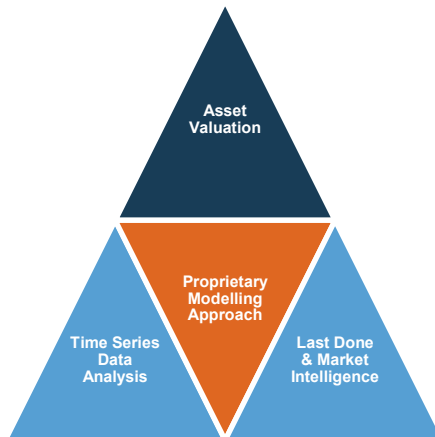 Asset
Valuation
Proprietary
Modelling
Approach
Time Series
Data
Analysis
Last Done
& Market
Intelligence